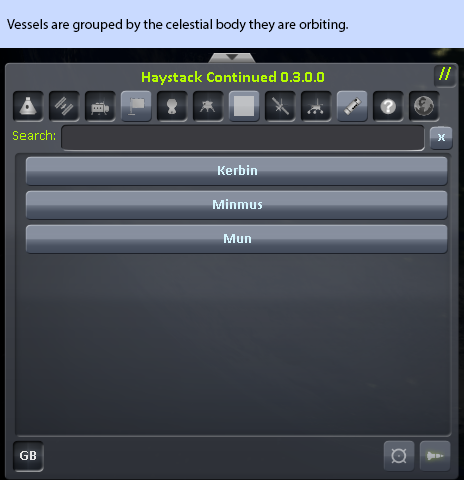 Vessels are grouped by the celestial body they are orbiting.
Haystack Continued 0.3.0.0
//
?
Search:
x
Kerbin
Minmus
Mun
GB